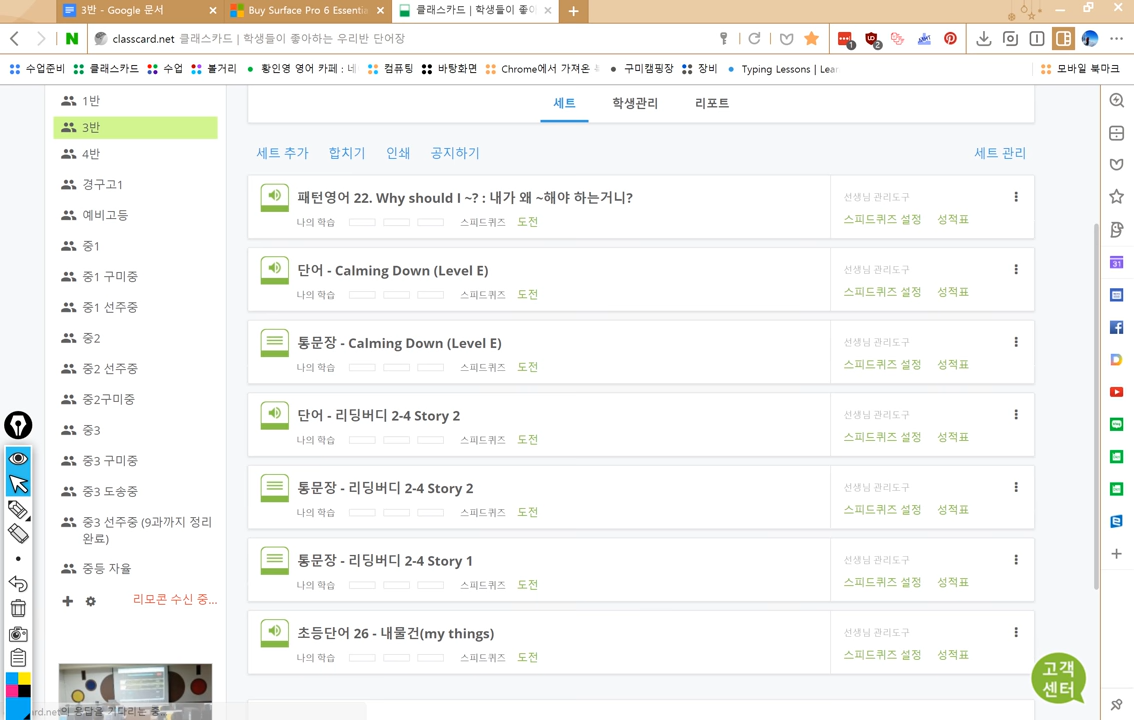 3반 - Google 문서
Buy Surface Pro 6 Essentia
클래스카드 | 학생들이 좋아
classcard.net 클래스카드 | 학생들이 좋아하는 우리반 단어장
수업준비 클래스카드 수업 볼거리 황인영 영어 카페 : 네 컴퓨팅 바탕화면 Chrome에서 가져온 구미캠핑장 장비 Typing Lessons | Lear 모바일 북마크
1반
3반
4반
경구고1
예비고등
중1
중1 구미중
중1 선주중
중2
중2 선주중
중2구미중
중3
중3 구미중
중3 도송중
중3 선주중 (9과까지 정리
완료)
중등 자율
리모콘 수신 중...
세트 학생관리 리포트
세트 추가 합치기 인쇄 공지하기 세트 관리
패턴영어 22. Why should I ~? : 내가 왜 ~해야 하는거니?
나의 학습 스피드퀴즈 도전
선생님 관리도구
스피드퀴즈 설정 성적표
단어 - Calming Down (Level E)
나의 학습 스피드퀴즈 도전
선생님 관리도구
스피드퀴즈 설정 성적표
통문장 - Calming Down (Level E)
나의 학습 스피드퀴즈 도전
선생님 관리도구
스피드퀴즈 설정 성적표
단어 - 리딩버디 2-4 Story 2
나의 학습 스피드퀴즈 도전
선생님 관리도구
스피드퀴즈 설정 성적표
통문장 - 리딩버디 2-4 Story 2
나의 학습 스피드퀴즈 도전
선생님 관리도구
스피드퀴즈 설정 성적표
통문장 - 리딩버디 2-4 Story 1
나의 학습 스피드퀴즈 도전
선생님 관리도구
스피드퀴즈 설정 성적표
초등단어 26 - 내물건(my things)
나의 학습 스피드퀴즈 도전
선생님 관리도구
스피드퀴즈 설정 성적표
고객
센터
card.net의 응답을 기다리는 중...